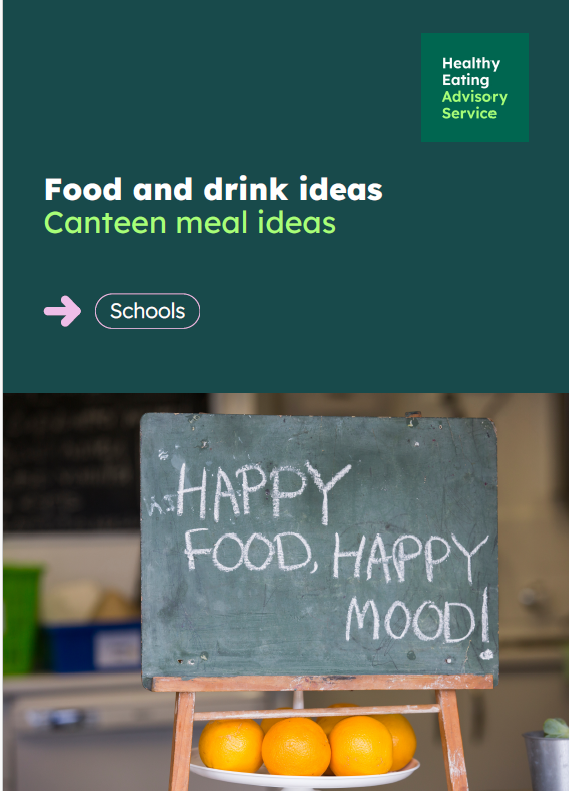 Healthy
Eating
Advisory
Service
Food and drink ideas
Canteen meal ideas
Schools
HAPPY
FOOD, HAPPY
MOOD!